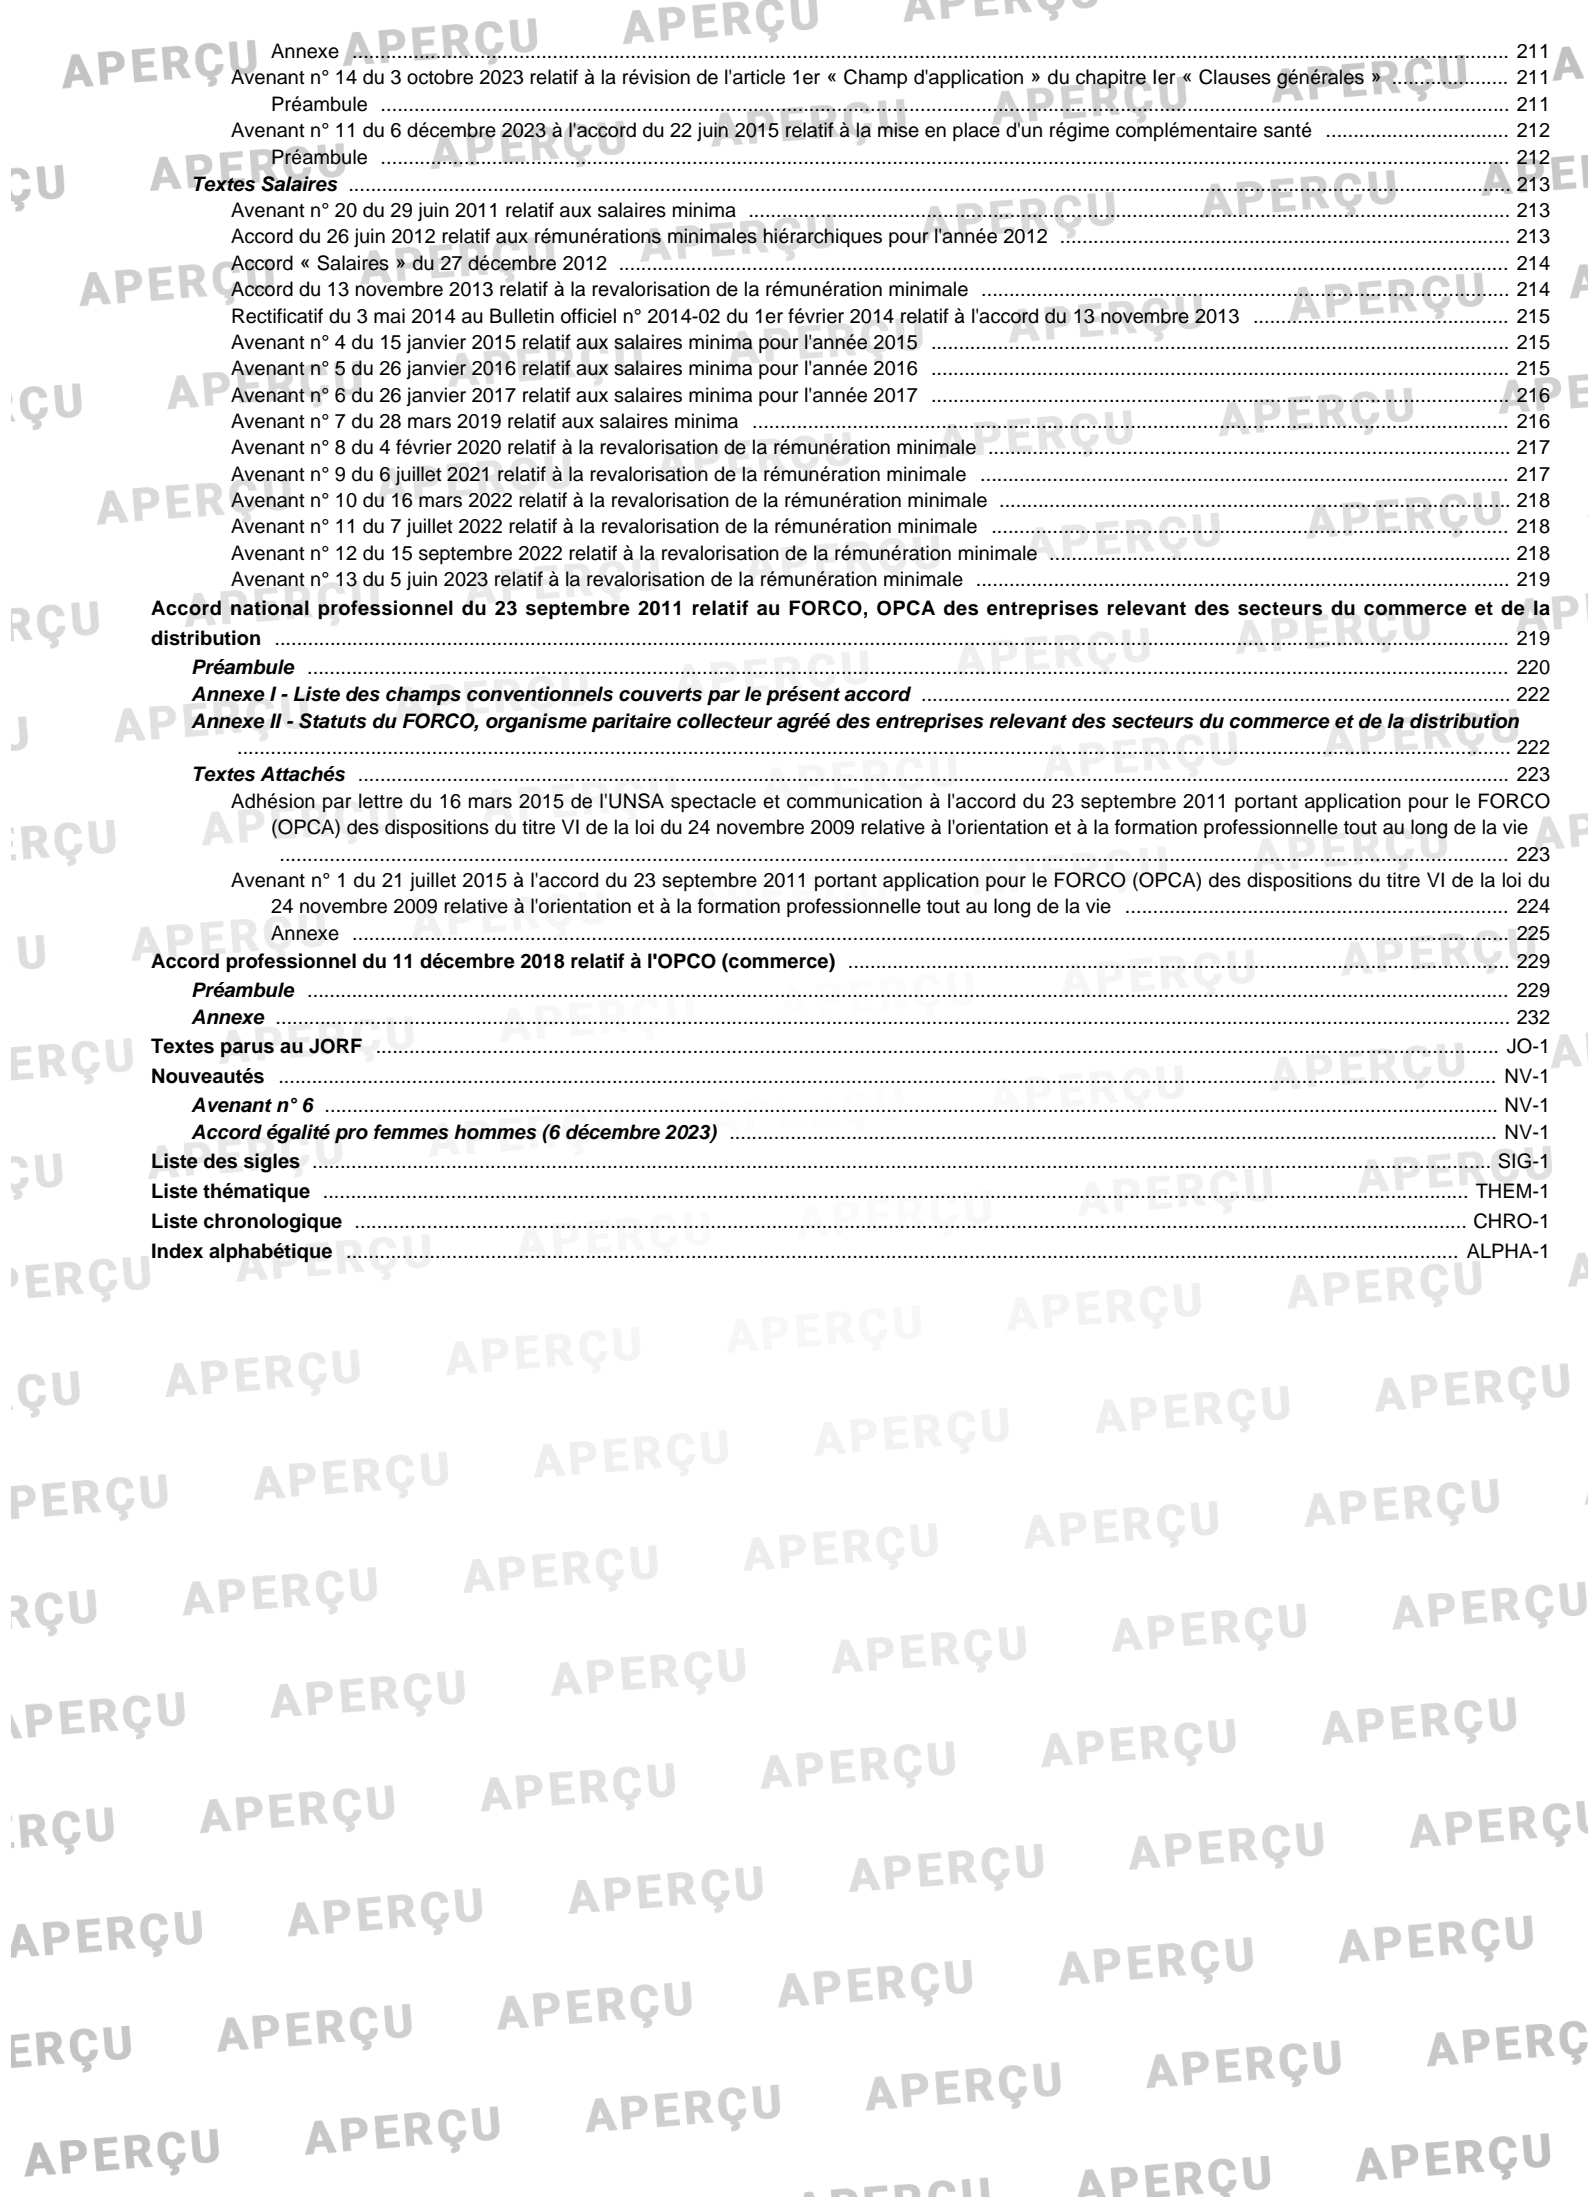 Annexe ........ 211
Avenant n° 14 du 3 octobre 2023 relatif à la révision de l'article 1er « Champ d'application » du chapitre Ier « Clauses générales » ........ 211
Préambule ........ 211
Avenant n° 11 du 6 décembre 2023 à l'accord du 22 juin 2015 relatif à la mise en place d'un régime complémentaire santé ........ 212
Préambule ........ 212
Textes Salaires ........ 213
Avenant n° 20 du 29 juin 2011 relatif aux salaires minima ........ 213
Accord du 26 juin 2012 relatif aux rémunérations minimales hiérarchiques pour l'année 2012 ........ 213
Accord « Salaires » du 27 décembre 2012 ........ 214
Accord du 13 novembre 2013 relatif à la revalorisation de la rémunération minimale ........ 214
Rectificatif du 3 mai 2014 au Bulletin officiel n° 2014-02 du 1er février 2014 relatif à l'accord du 13 novembre 2013 ........ 215
Avenant n° 4 du 15 janvier 2015 relatif aux salaires minima pour l'année 2015 ........ 215
Avenant n° 5 du 26 janvier 2016 relatif aux salaires minima pour l'année 2016 ........ 215
Avenant n° 6 du 26 janvier 2017 relatif aux salaires minima pour l'année 2017 ........ 216
Avenant n° 7 du 28 mars 2019 relatif aux salaires minima ........ 216
Avenant n° 8 du 4 février 2020 relatif à la revalorisation de la rémunération minimale ........ 217
Avenant n° 9 du 6 juillet 2021 relatif à la revalorisation de la rémunération minimale ........ 217
Avenant n° 10 du 16 mars 2022 relatif à la revalorisation de la rémunération minimale ........ 218
Avenant n° 11 du 7 juillet 2022 relatif à la revalorisation de la rémunération minimale ........ 218
Avenant n° 12 du 15 septembre 2022 relatif à la revalorisation de la rémunération minimale ........ 218
Avenant n° 13 du 5 juin 2023 relatif à la revalorisation de la rémunération minimale ........ 219
Accord national professionnel du 23 septembre 2011 relatif au FORCO, OPCA des entreprises relevant des secteurs du commerce et de la
distribution ........ 219
Préambule ........ 220
Annexe I - Liste des champs conventionnels couverts par le présent accord ........ 222
Annexe II - Statuts du FORCO, organisme paritaire collecteur agréé des entreprises relevant des secteurs du commerce et de la distribution
........ 222
Textes Attachés ........ 223
Adhésion par lettre du 16 mars 2015 de l'UNSA spectacle et communication à l'accord du 23 septembre 2011 portant application pour le FORCO
(OPCA) des dispositions du titre VI de la loi du 24 novembre 2009 relative à l'orientation et à la formation professionnelle tout au long de la vie
........ 223
Avenant n° 1 du 21 juillet 2015 à l'accord du 23 septembre 2011 portant application pour le FORCO (OPCA) des dispositions du titre VI de la loi du
24 novembre 2009 relative à l'orientation et à la formation professionnelle tout au long de la vie ........ 224
Annexe ........ 225
Accord professionnel du 11 décembre 2018 relatif à l'OPCO (commerce) ........ 229
Préambule ........ 229
Annexe ........ 232
Textes parus au JORF ........ JO-1
Nouveautés ........ NV-1
Avenant n° 6 ........ NV-1
Accord égalité pro femmes hommes (6 décembre 2023) ........ NV-1
Liste des sigles ........ SIG-1
Liste thématique ........ THEM-1
Liste chronologique ........ CHRO-1
Index alphabétique ........ ALPHA-1
APERÇU